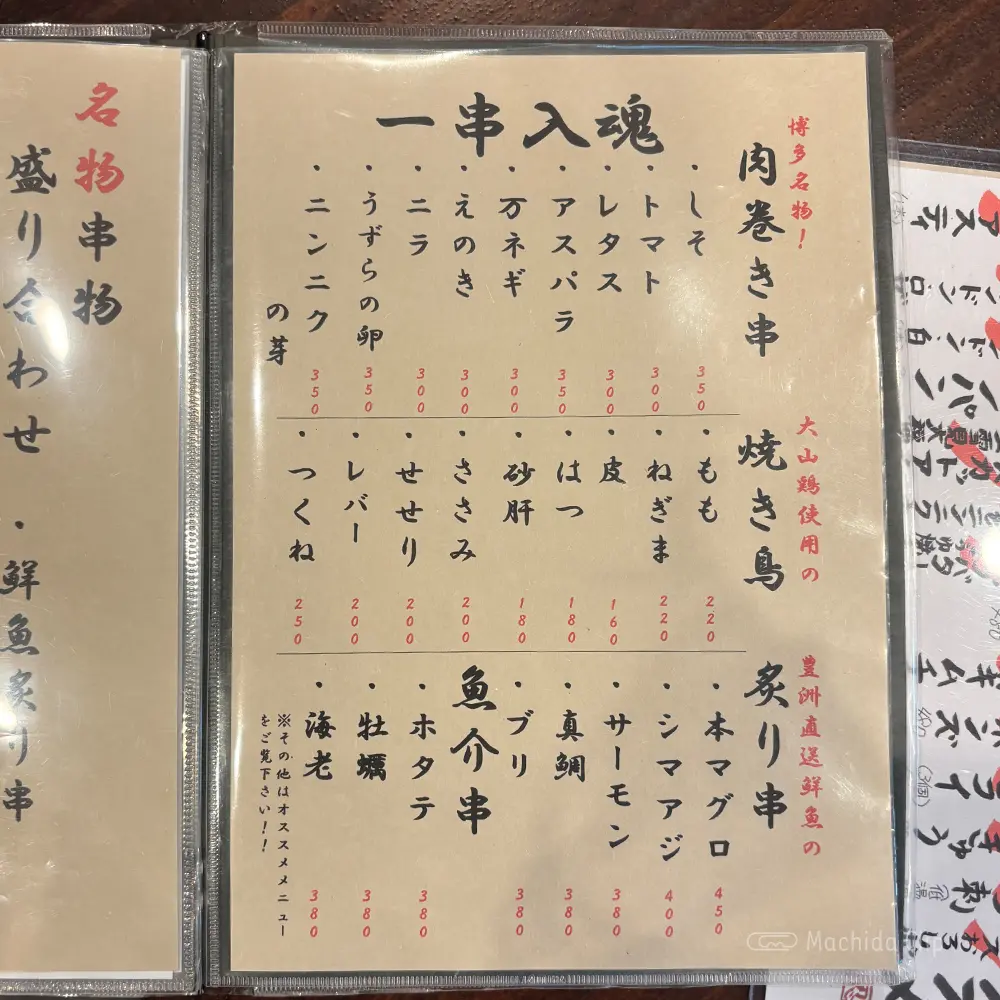 一串入魂
博多名物!
肉巻き串
・しそ 350
・トマト 300
・レタス 300
・アスパラ 350
・万ネギ 300
・えのき 300
・ニラ 300
・うずらの卵 350
・ニンニク
の芽 350
大山鶏使用の
焼き鳥
・もも 220
・ねぎま 220
・皮 160
・はつ 180
・砂肝 180
・ささみ 200
・せせり 200
・レバー 200
・つくね 250
豊洲直送鮮魚の
炙り串
・本マグロ 450
・シマアジ 400
・サーモン 380
・真鯛 380
・ブリ 380
魚介串
・ホタテ 380
・牡蠣 380
・海老 380
※その他はオススメメニュー
をご覧下さい!!
名物串物
盛り合わせ・鮮魚炙り串